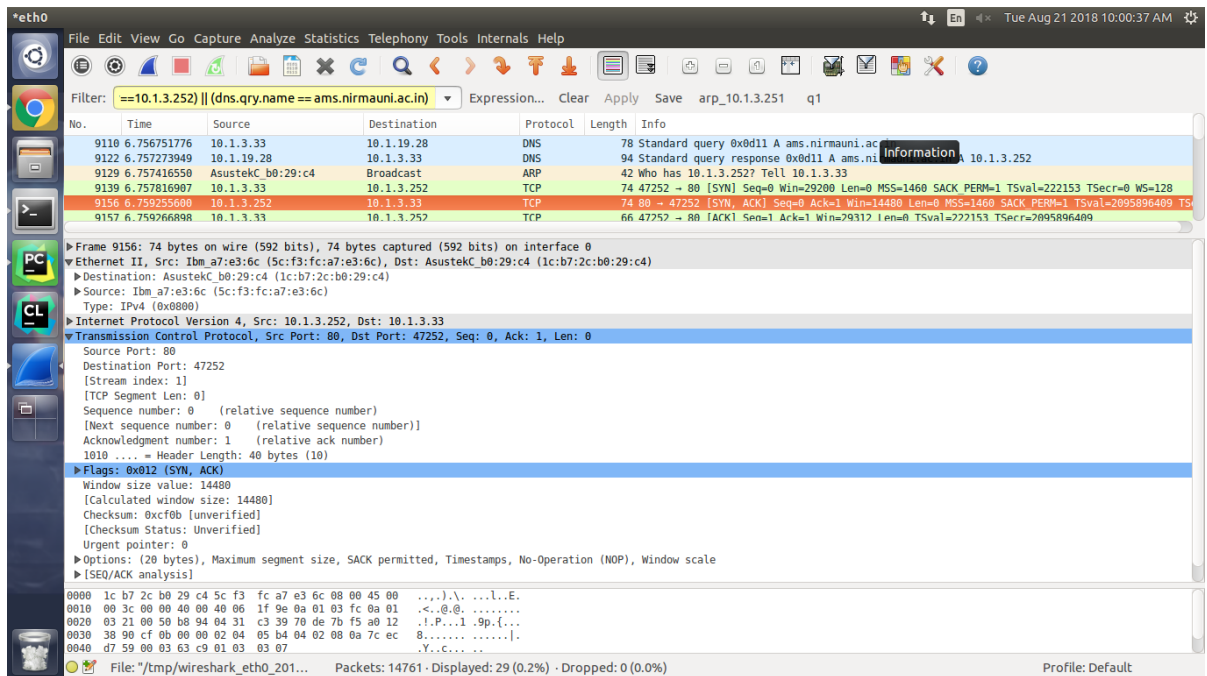 *eth0 En Tue Aug 21 2018 10:00:37 AM
File Edit View Go Capture Analyze Statistics Telephony Tools Internals Help
Filter: ==10.1.3.252) || (dns.qry.name == ams.nirmauni.ac.in) Expression... Clear Apply Save arp_10.1.3.251 q1
No. Time Source Destination Protocol Length Info
9110 6.756751776 10.1.3.33 10.1.19.28 DNS 78 Standard query 0x0d11 A ams.nirmauni.ac
Information
9122 6.757273949 10.1.19.28 10.1.3.33 DNS 94 Standard query response 0x0d11 A ams.ni A 10.1.3.252
9129 6.757416550 AsustekC_b0:29:c4 Broadcast ARP 42 Who has 10.1.3.252? Tell 10.1.3.33
9139 6.757816907 10.1.3.33 10.1.3.252 TCP 74 47252 → 80 [SYN] Seq=0 Win=29200 Len=0 MSS=1460 SACK_PERM=1 TSval=222153 TSecr=0 WS=128
9156 6.759255600 10.1.3.252 10.1.3.33 TCP 74 80 → 47252 [SYN, ACK] Seq=0 Ack=1 Win=14480 Len=0 MSS=1460 SACK_PERM=1 TSval=2095896409 TS
9157 6.759266898 10.1.3.33 10.1.3.252 TCP 66 47252 → 80 [ACK] Seq=1 Ack=1 Win=29312 Len=0 TSval=222153 TSecr=2095896409
Frame 9156: 74 bytes on wire (592 bits), 74 bytes captured (592 bits) on interface 0
Ethernet II, Src: Ibm_a7:e3:6c (5c:f3:fc:a7:e3:6c), Dst: AsustekC_b0:29:c4 (1c:b7:2c:b0:29:c4)
Destination: AsustekC_b0:29:c4 (1c:b7:2c:b0:29:c4)
Source: Ibm_a7:e3:6c (5c:f3:fc:a7:e3:6c)
Type: IPv4 (0x0800)
Internet Protocol Version 4, Src: 10.1.3.252, Dst: 10.1.3.33
Transmission Control Protocol, Src Port: 80, Dst Port: 47252, Seq: 0, Ack: 1, Len: 0
Source Port: 80
Destination Port: 47252
[Stream index: 1]
[TCP Segment Len: 0]
Sequence number: 0 (relative sequence number)
[Next sequence number: 0 (relative sequence number)]
Acknowledgment number: 1 (relative ack number)
1010 .... = Header Length: 40 bytes (10)
Flags: 0x012 (SYN, ACK)
Window size value: 14480
[Calculated window size: 14480]
Checksum: 0xcf0b [unverified]
[Checksum Status: Unverified]
Urgent pointer: 0
Options: (20 bytes), Maximum segment size, SACK permitted, Timestamps, No-Operation (NOP), Window scale
[SEQ/ACK analysis]
0000 1c b7 2c b0 29 c4 5c f3 fc a7 e3 6c 08 00 45 00 ..,.).\. ...l..E.
0010 00 3c 00 00 40 00 40 06 1f 9e 0a 01 03 fc 0a 01 .<..@.@. ........
0020 03 21 00 50 b8 94 04 31 c3 39 70 de 7b f5 a0 12 .!.P...1 .9p.{...
0030 38 90 cf 0b 00 00 02 04 05 b4 04 02 08 0a 7c ec 8....... ......|.
0040 d7 59 00 03 63 c9 01 03 03 07 .Y..c... ..
File: "/tmp/wireshark_eth0_201... Packets: 14761 · Displayed: 29 (0.2%) · Dropped: 0 (0.0%) Profile: Default
PC
CL